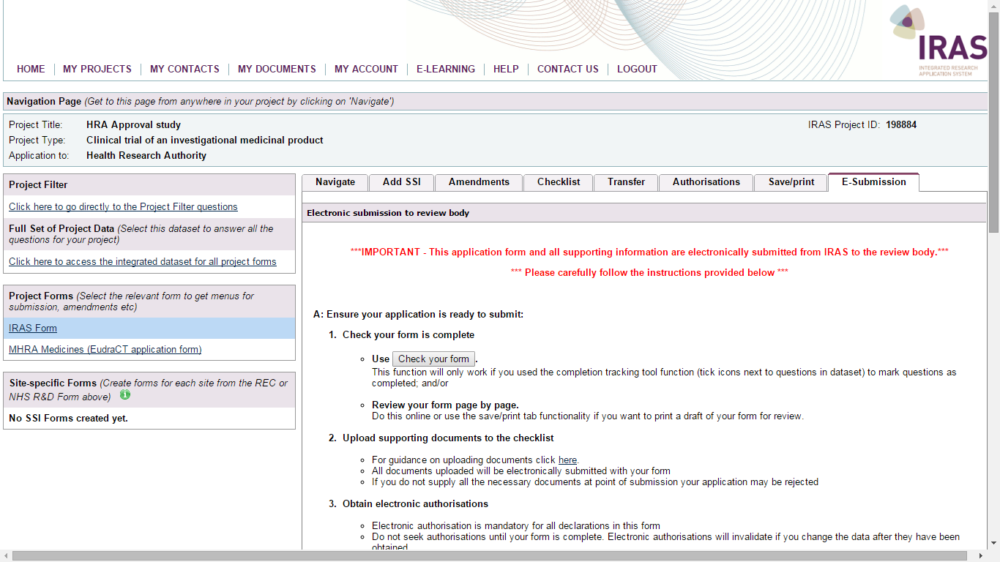 IRAS
INTEGRATED RESEARCH
APPLICATION SYSTEM
HOME MY PROJECTS MY CONTACTS MY DOCUMENTS MY ACCOUNT E-LEARNING HELP CONTACT US LOGOUT
Navigation Page (Get to this page from anywhere in your project by clicking on 'Navigate')
Project Title: HRA Approval study IRAS Project ID: 198884
Project Type: Clinical trial of an investigational medicinal product
Application to: Health Research Authority
Project Filter
Click here to go directly to the Project Filter questions
Full Set of Project Data (Select this dataset to answer all the
questions for your project)
Click here to access the integrated dataset for all project forms
Project Forms (Select the relevant form to get menus for
submission, amendments etc)
IRAS Form
MHRA Medicines (EudraCT application form)
Site-specific Forms (Create forms for each site from the REC or
NHS R&D Form above)
No SSI Forms created yet.
Navigate Add SSI Amendments Checklist Transfer Authorisations Save/print E-Submission
Electronic submission to review body
***IMPORTANT - This application form and all supporting information are electronically submitted from IRAS to the review body.***
*** Please carefully follow the instructions provided below ***
A: Ensure your application is ready to submit:
1. Check your form is complete
Use Check your form .
This function will only work if you used the completion tracking tool function (tick icons next to questions in dataset) to mark questions as
completed; and/or
Review your form page by page.
Do this online or use the save/print tab functionality if you want to print a draft of your form for review.
2. Upload supporting documents to the checklist
For guidance on uploading documents click here.
All documents uploaded will be electronically submitted with your form
If you do not supply all the necessary documents at point of submission your application may be rejected
3. Obtain electronic authorisations
Electronic authorisation is mandatory for all declarations in this form
Do not seek authorisations until your form is complete. Electronic authorisations will invalidate if you change the data after they have been
obtained